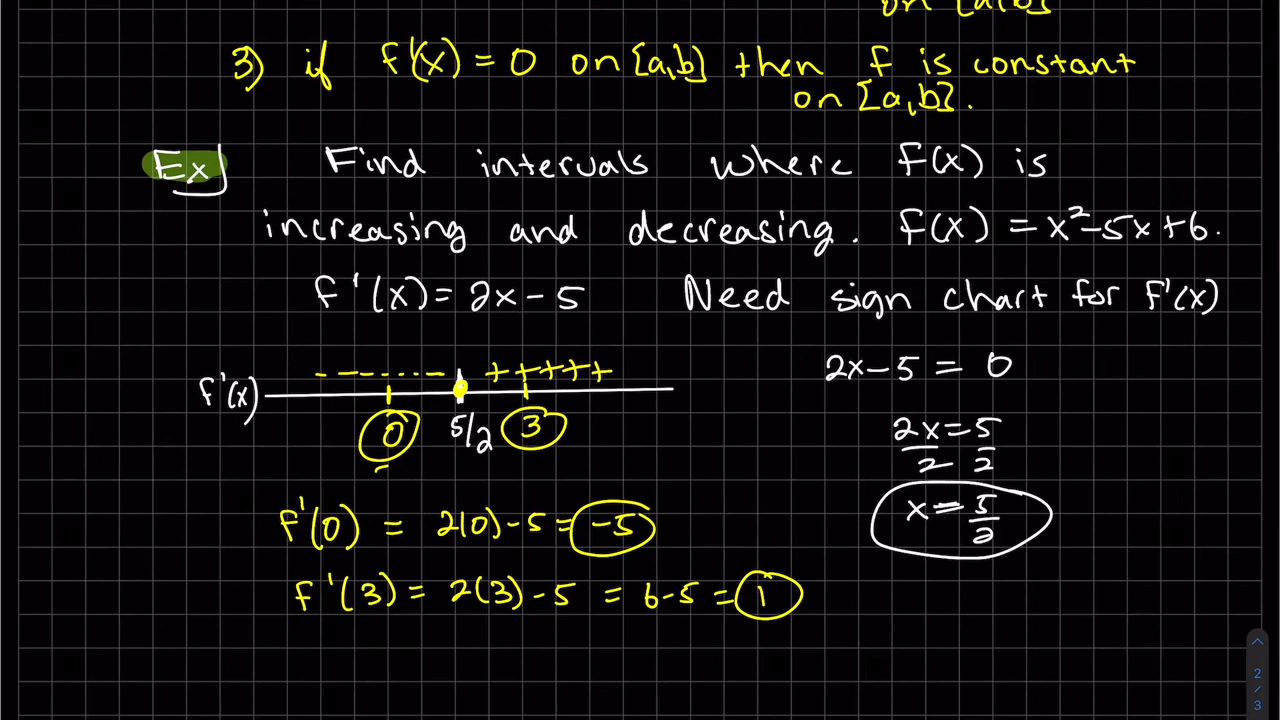 on [a,b]
3) if f'(x) = 0 on [a,b] then f is constant
on [a,b].
Ex Find intervals where f(x) is
increasing and decreasing. f(x) = x²-5x+6.
f'(x) = 2x-5 Need sign chart for f'(x)
f'(x) - - - - - - - - +++++
0 5/2 3
2x-5 = 0
2x = 5
2 2
x = 5/2
f'(0) = 2(0)-5 = -5
f'(3) = 2(3)-5 = 6-5 = 1
2
/
3